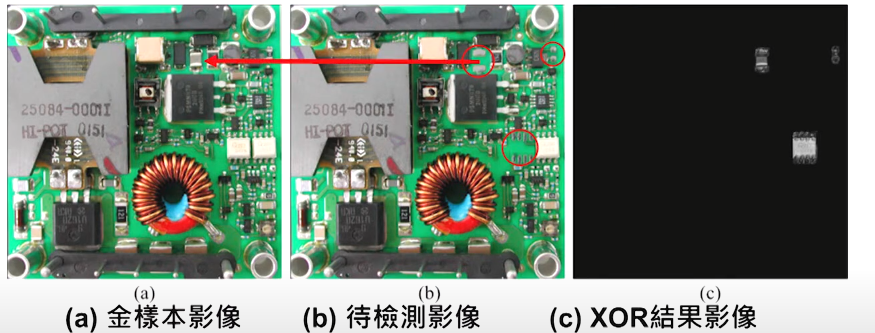 25084-0001I
HI-POT 0151
25084-0001I
HI-POT 0151
(a)
(b)
(c)
(a) 金樣本影像
(b) 待檢測影像
(c) XOR結果影像